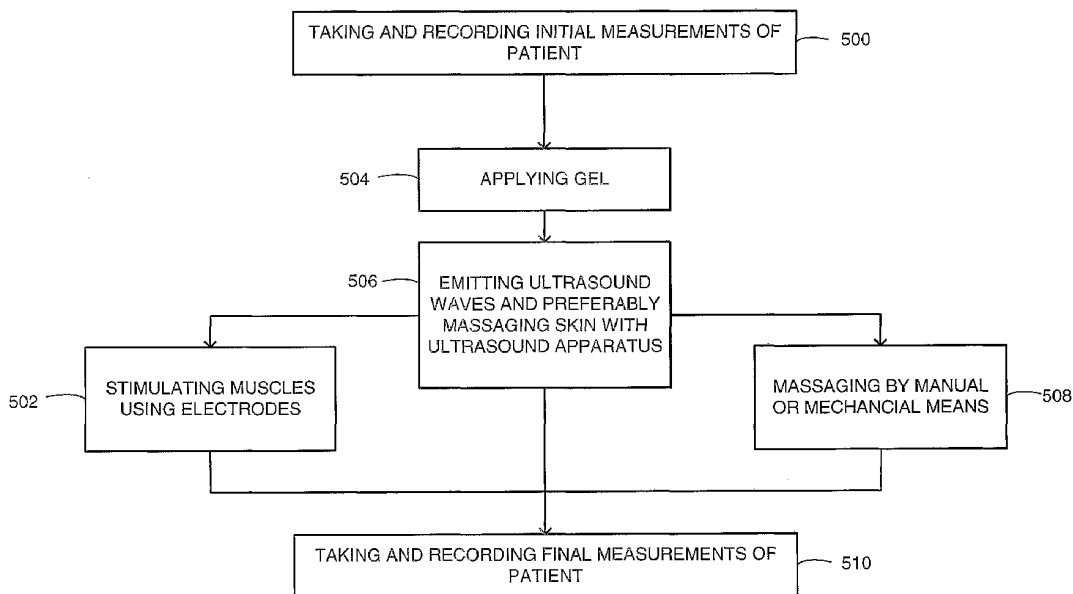 TAKING AND RECORDING INITIAL MEASUREMENTS OF
PATIENT
500
504
APPLYING GEL
506
EMITTING ULTRASOUND
WAVES AND PREFERABLY
MASSAGING SKIN WITH
ULTRASOUND APPARATUS
502
STIMULATING MUSCLES
USING ELECTRODES
MASSAGING BY MANUAL
OR MECHANCIAL MEANS
508
TAKING AND RECORDING FINAL MEASUREMENTS OF
PATIENT
510